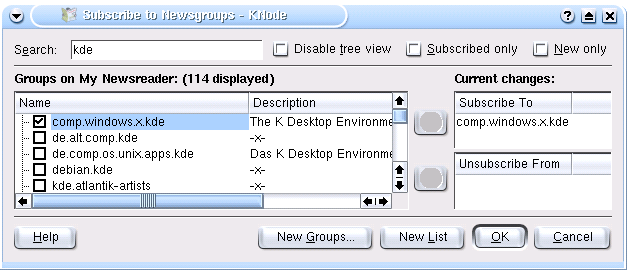 Subscribe to Newsgroups - KNode
Search: kde Disable tree view Subscribed only New only
Groups on My Newsreader: (114 displayed) Current changes:
Name Description Subscribe To
comp.windows.x.kde The K Desktop Environme comp.windows.x.kde
de.alt.comp.kde -x-
de.comp.os.unix.apps.kde Das K Desktop Environme Unsubscribe From
debian.kde -x-
kde.atlantik-artists -x-
Help New Groups... New List OK Cancel